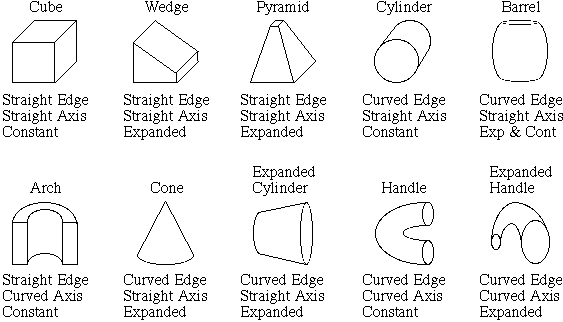 Cube
Wedge
Pyramid
Cylinder
Barrel
Straight Edge
Straight Axis
Constant
Straight Edge
Straight Axis
Expanded
Straight Edge
Straight Axis
Expanded
Curved Edge
Straight Axis
Constant
Curved Edge
Straight Axis
Exp & Cont
Arch
Cone
Expanded
Cylinder
Handle
Expanded
Handle
Straight Edge
Curved Axis
Constant
Curved Edge
Straight Axis
Expanded
Curved Edge
Straight Axis
Expanded
Curved Edge
Curved Axis
Constant
Curved Edge
Curved Axis
Expanded